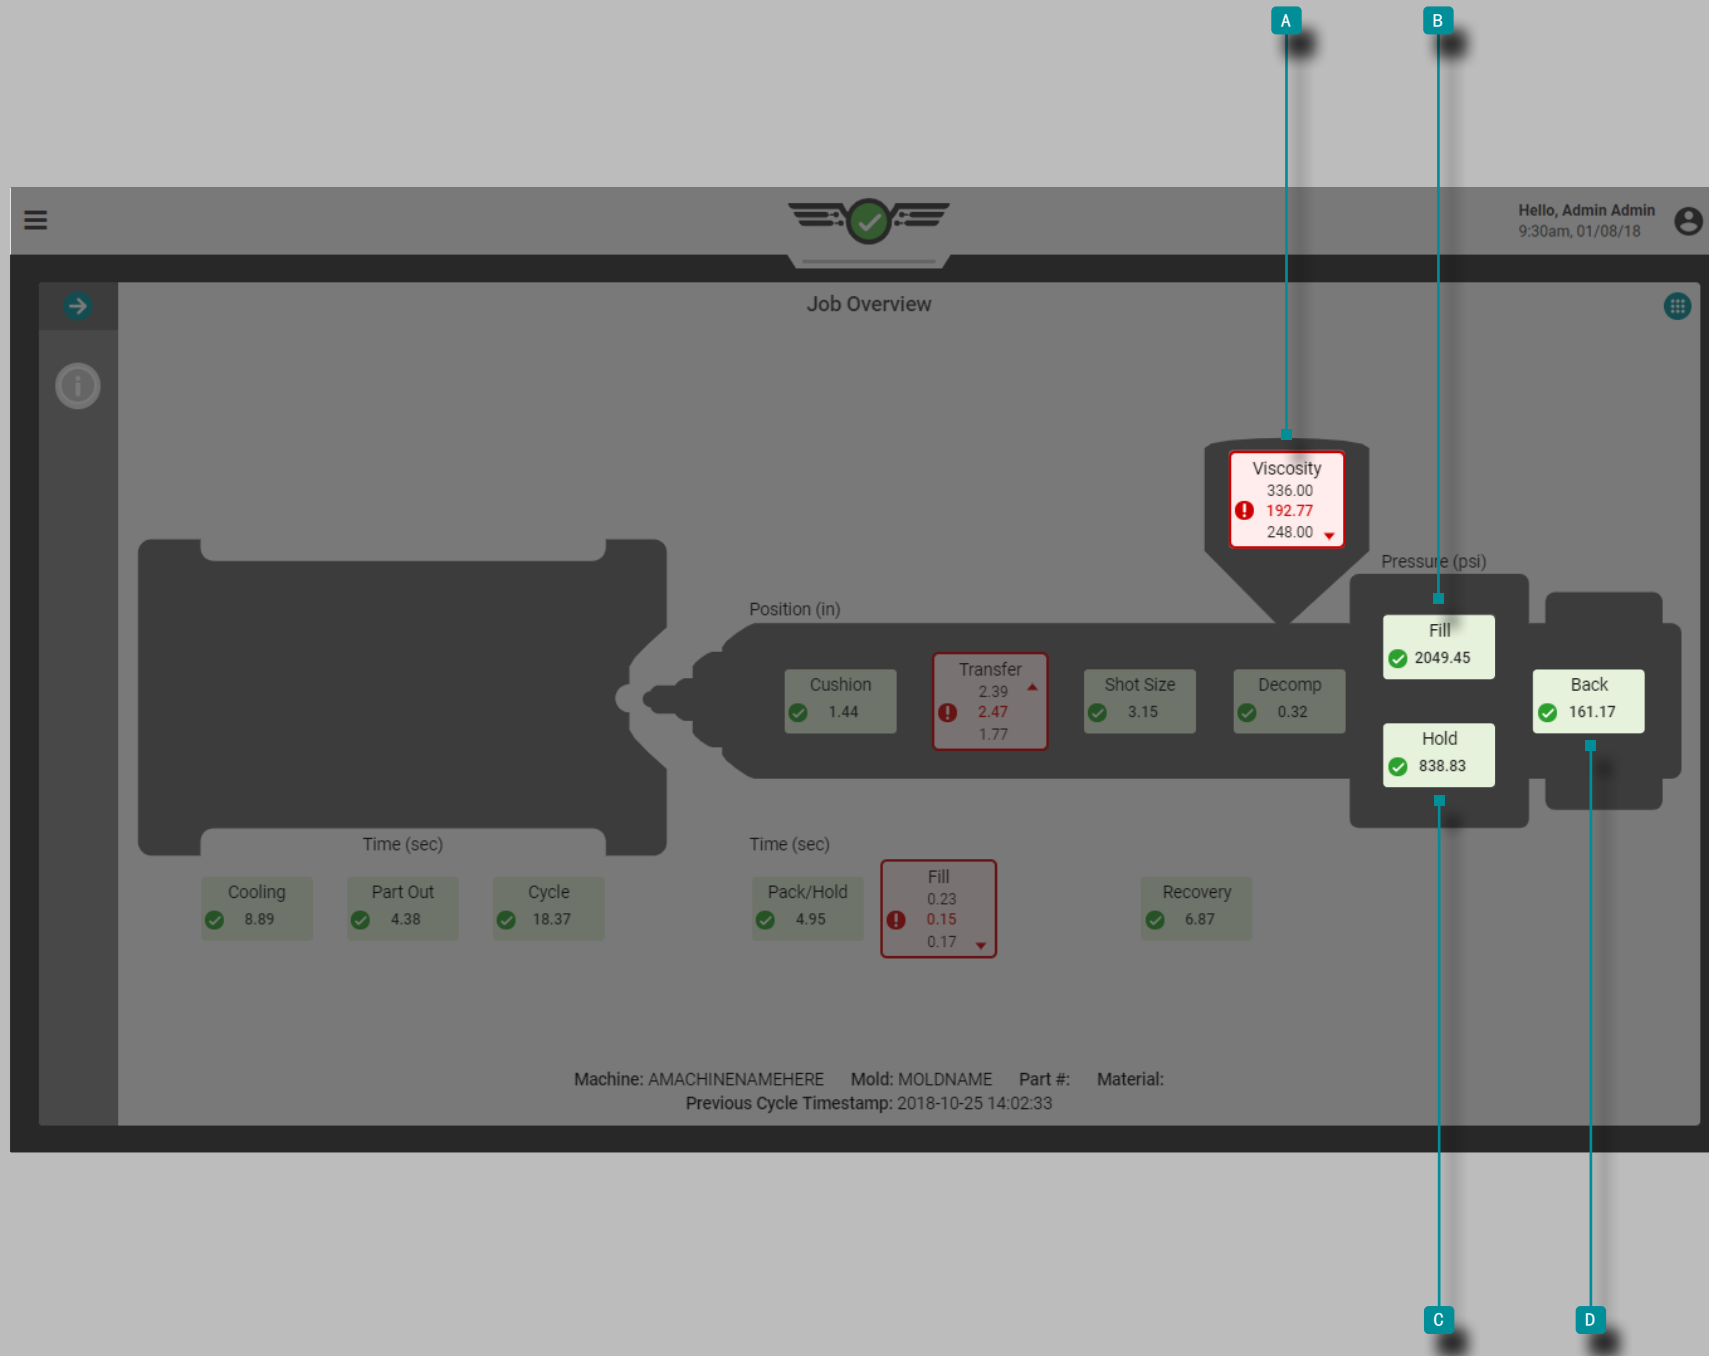 A
B
Hello, Admin Admin
9:30am, 01/08/18
Job Overview
Viscosity
336.00
192.77
248.00
Pressure (psi)
Position (in)
Fill
2049.45
Cushion
1.44
Transfer
2.39
2.47
1.77
Shot Size
3.15
Decomp
0.32
Back
161.17
Hold
838.83
Time (sec)
Time (sec)
Cooling
8.89
Part Out
4.38
Cycle
18.37
Pack/Hold
4.95
Fill
0.23
0.15
0.17
Recovery
6.87
Machine: AMACHINENAMEHERE Mold: MOLDNAME Part #: Material:
Previous Cycle Timestamp: 2018-10-25 14:02:33
C
D